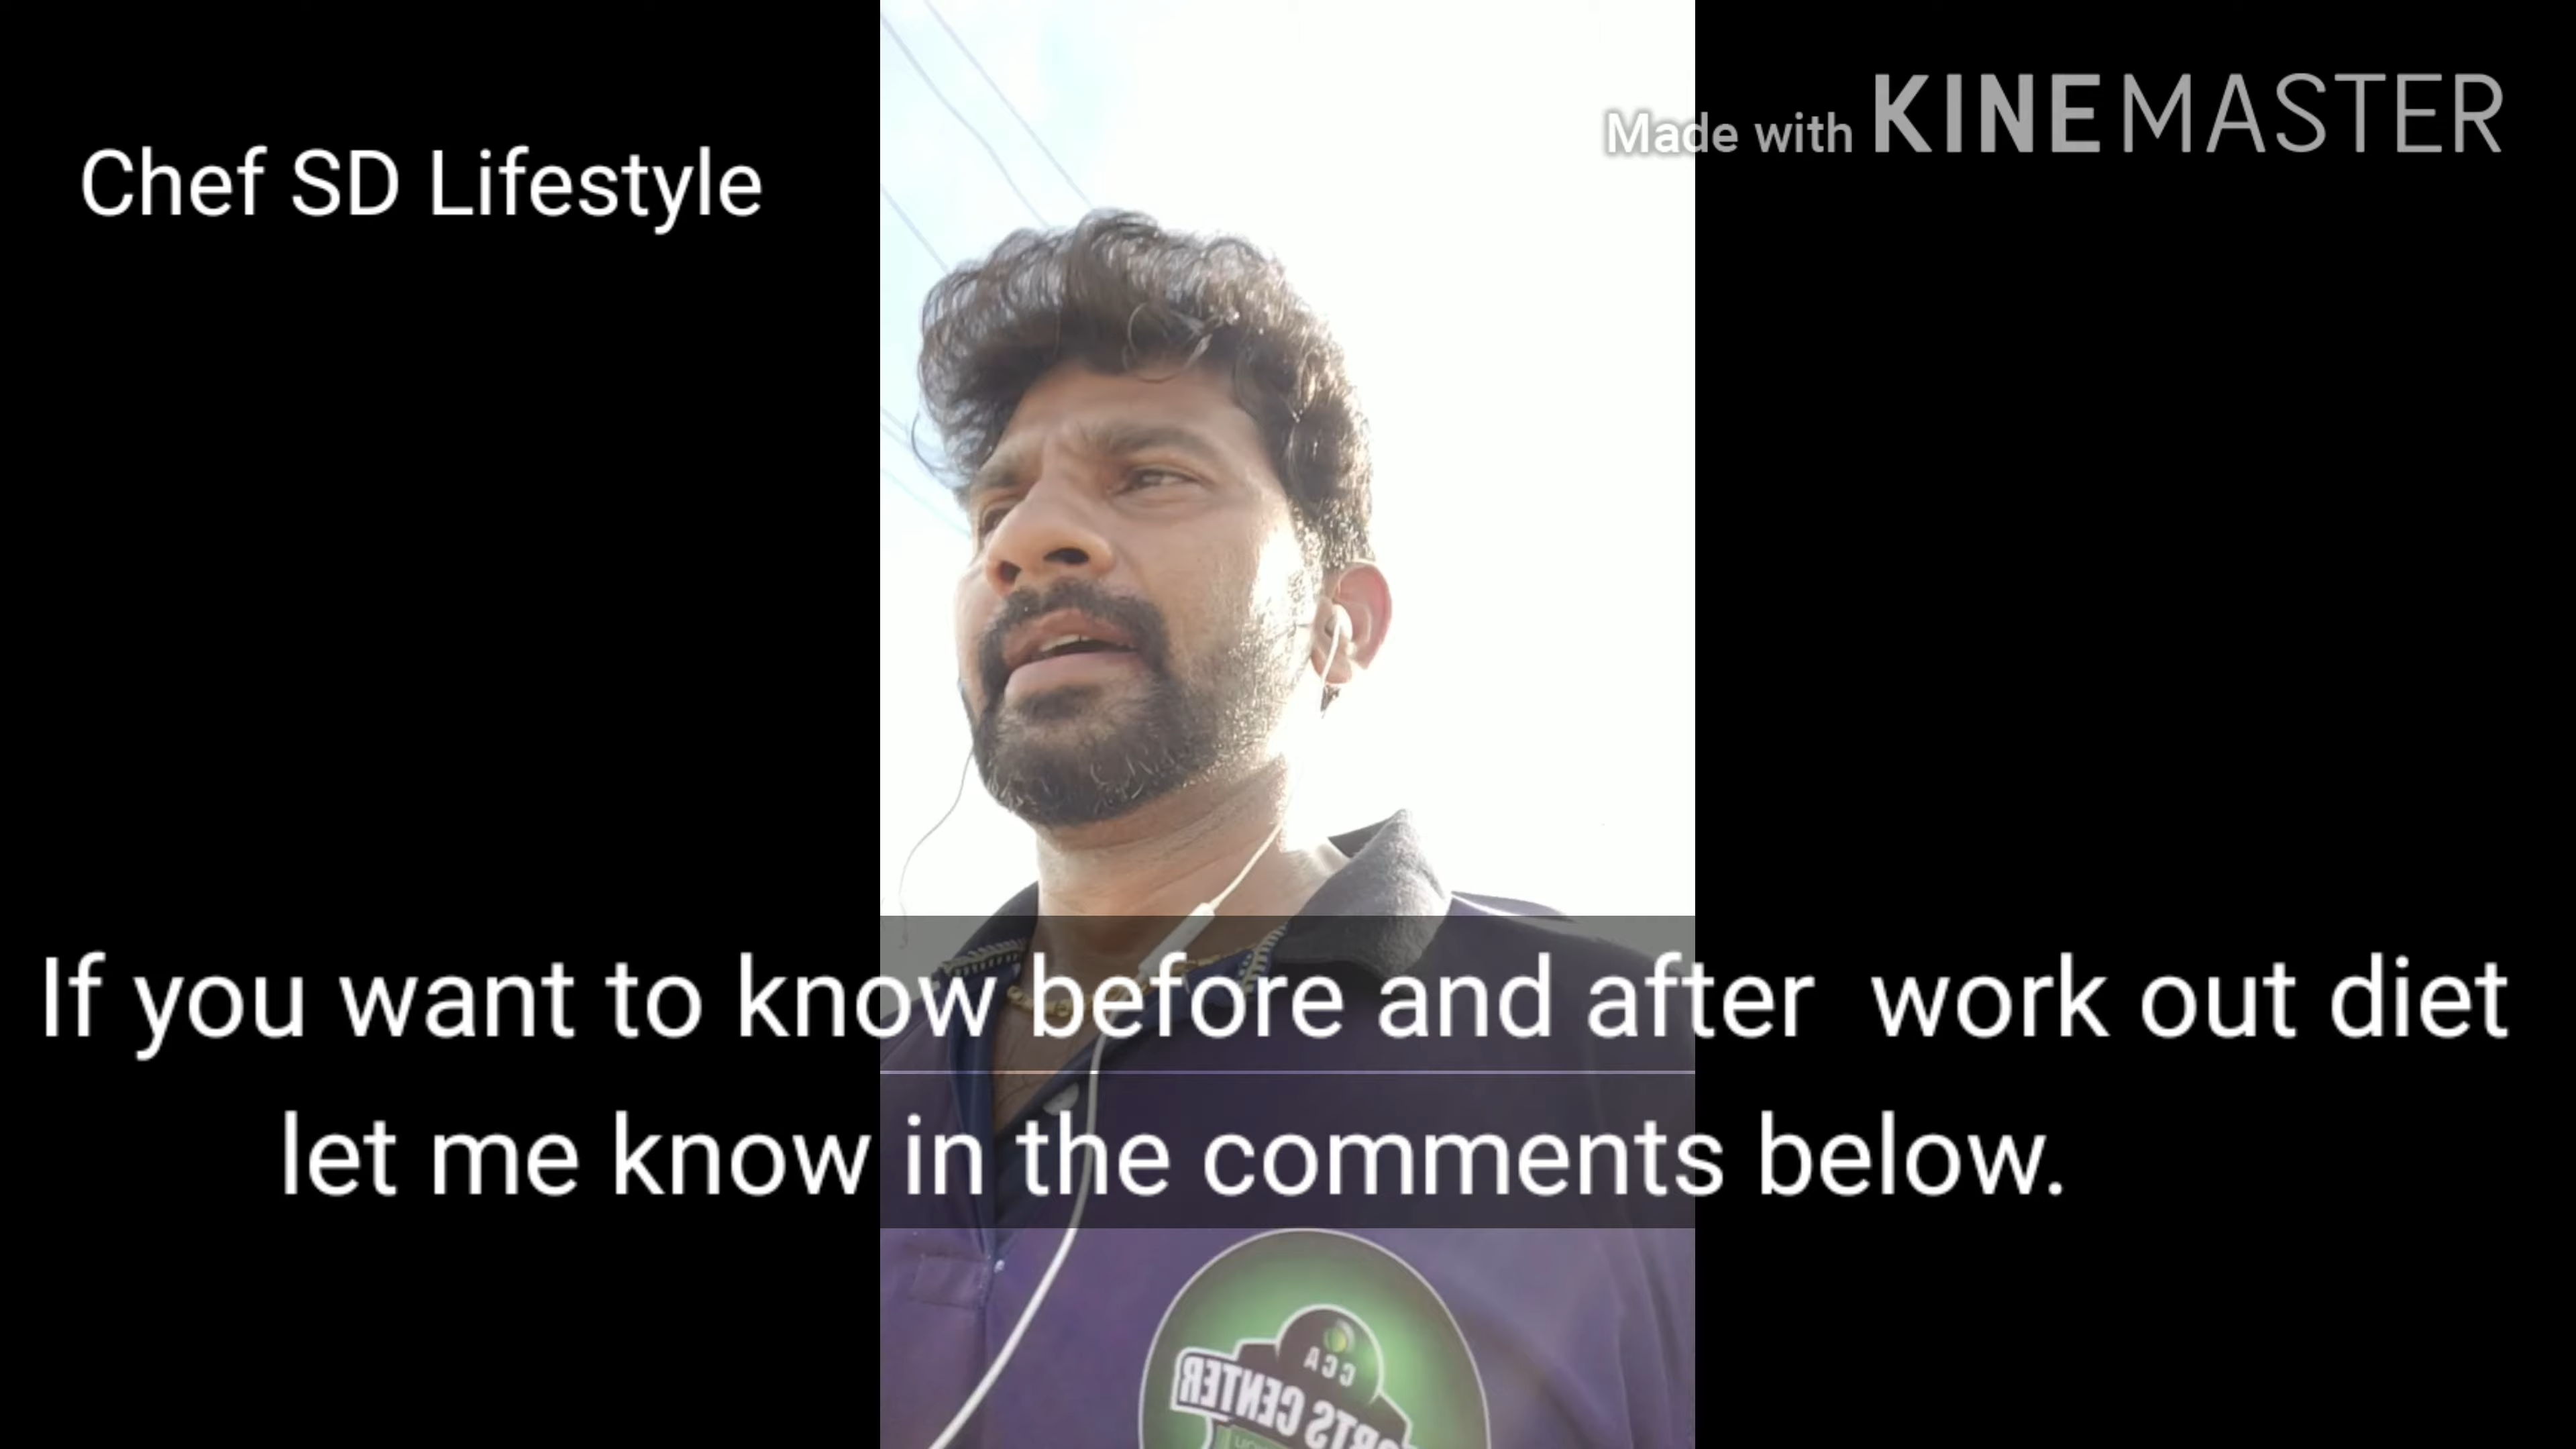 Made with KINEMASTER
Chef SD Lifestyle
If you want to know before and after work out diet
let me know in the comments below.
CCA
SPORTS CENTER